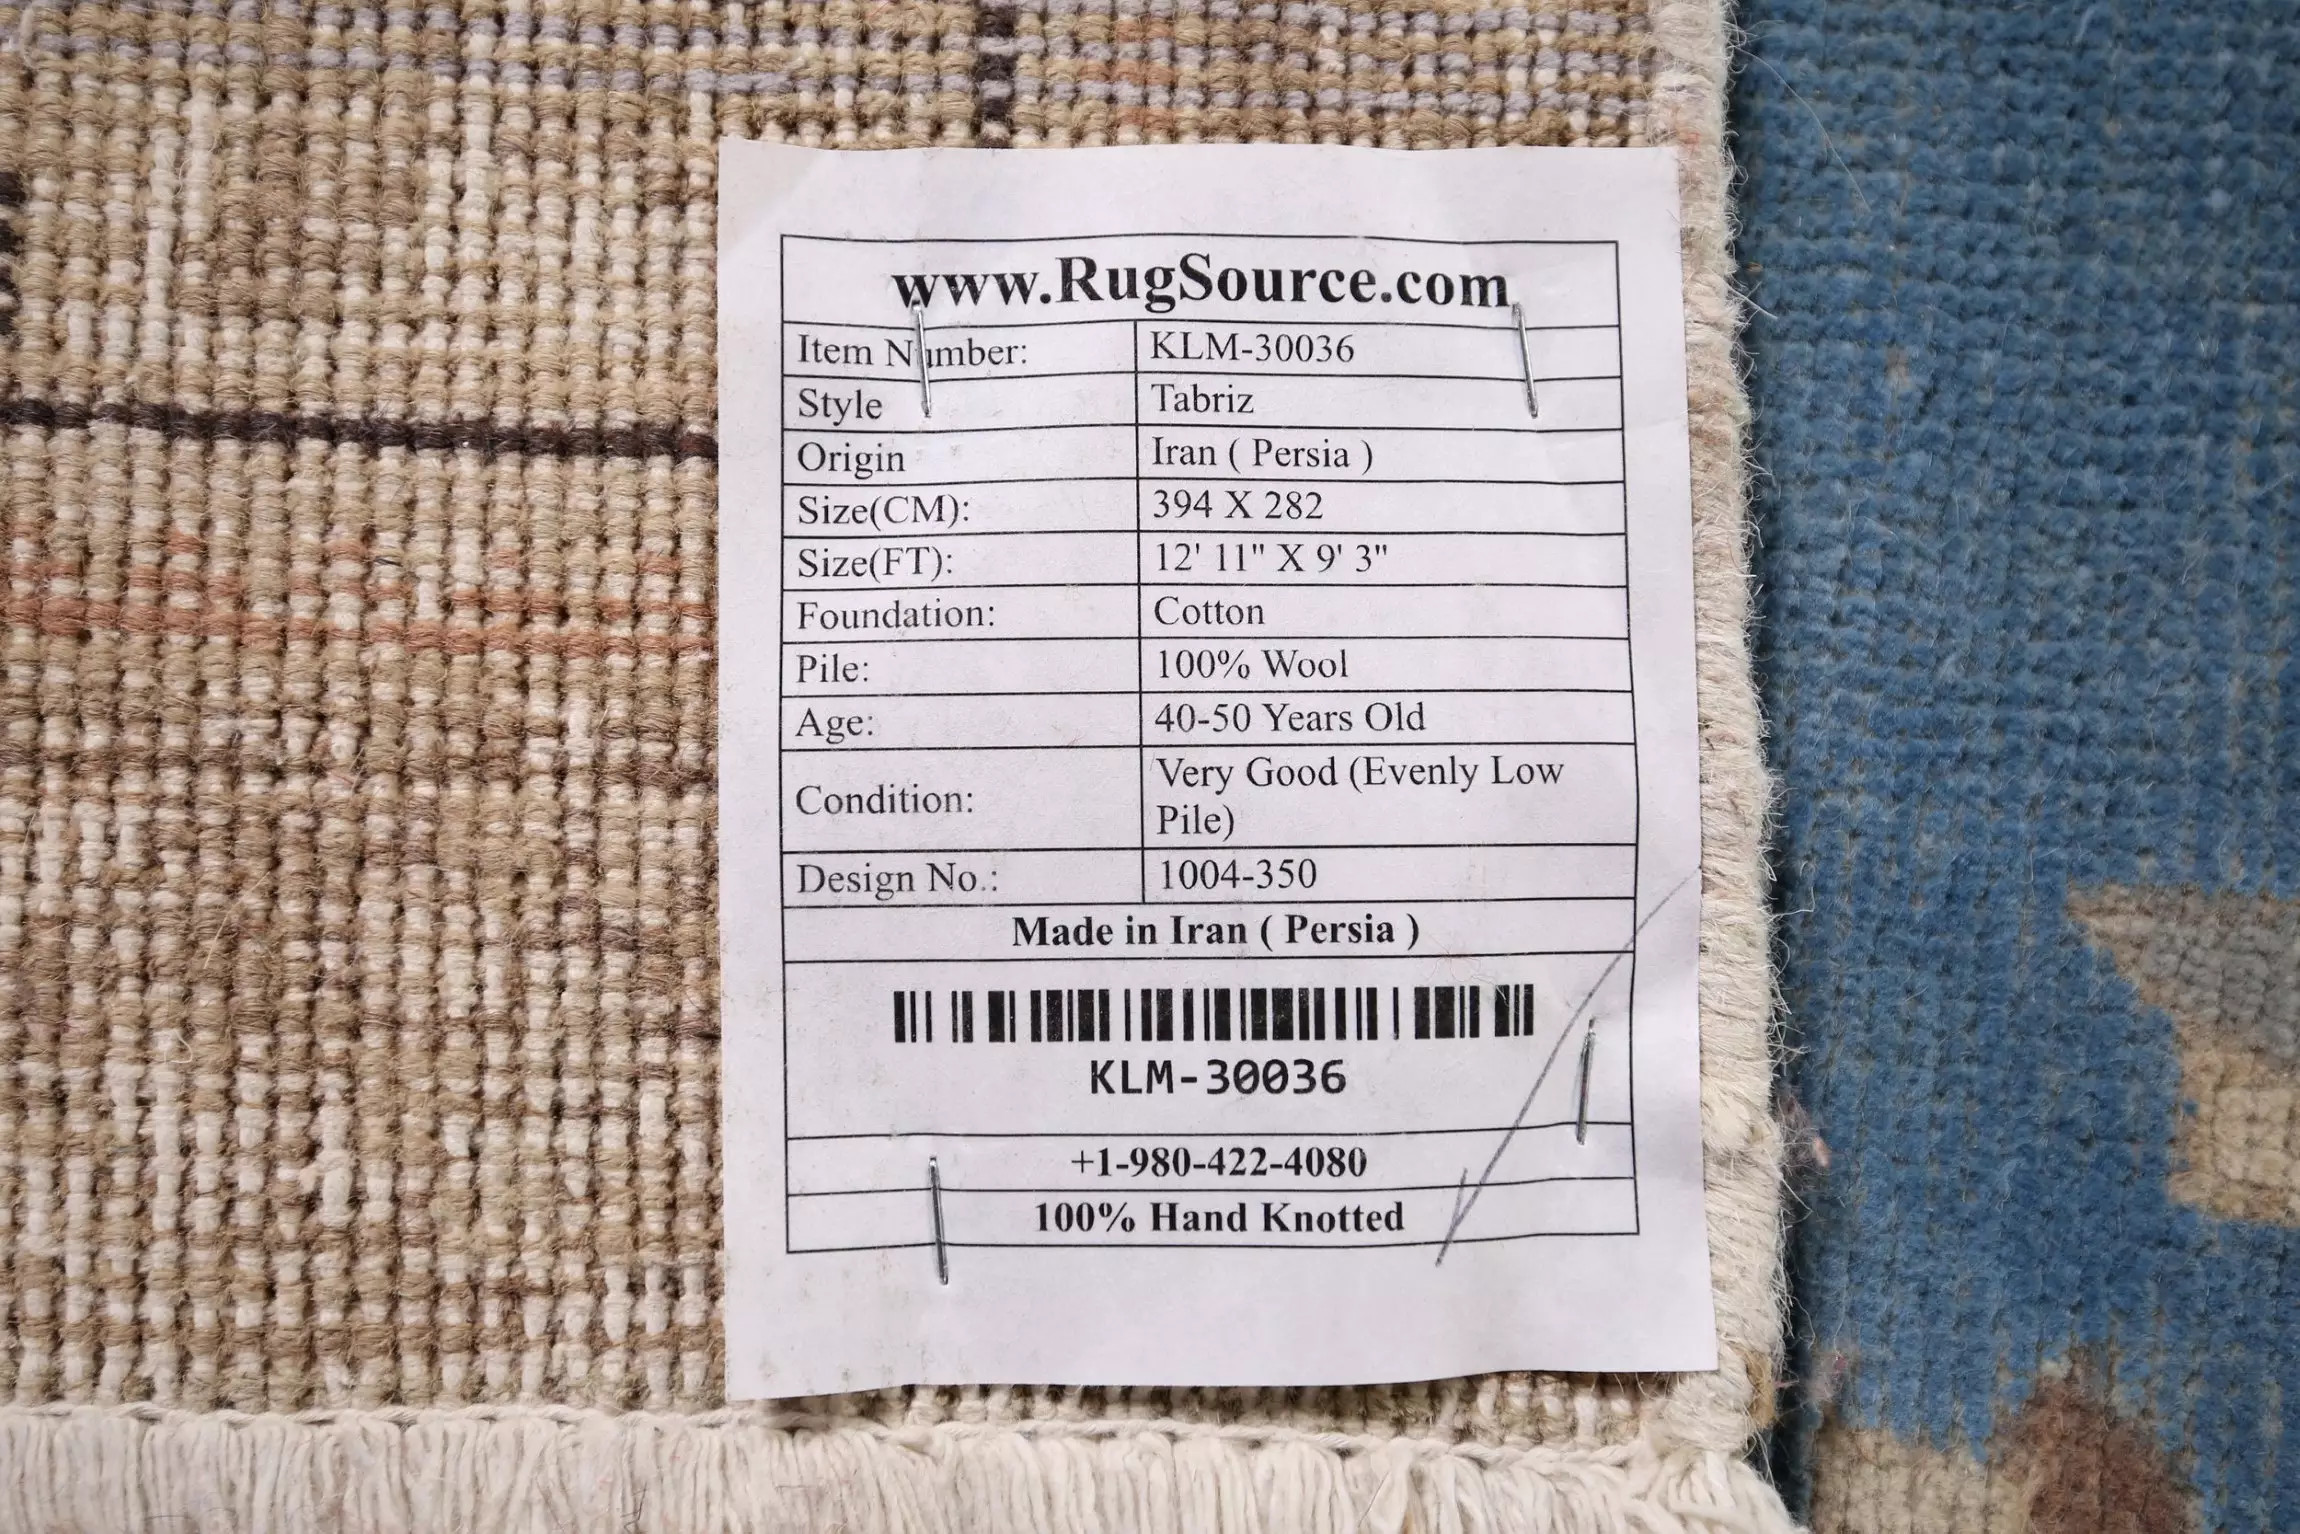 www.RugSource.com
Item Number: KLM-30036
Style Tabriz
Origin Iran ( Persia )
Size(CM): 394 X 282
Size(FT): 12' 11" X 9' 3"
Foundation: Cotton
Pile: 100% Wool
Age: 40-50 Years Old
Condition: Very Good (Evenly Low
Pile)
Design No.: 1004-350
Made in Iran ( Persia )
KLM-30036
+1-980-422-4080
100% Hand Knotted